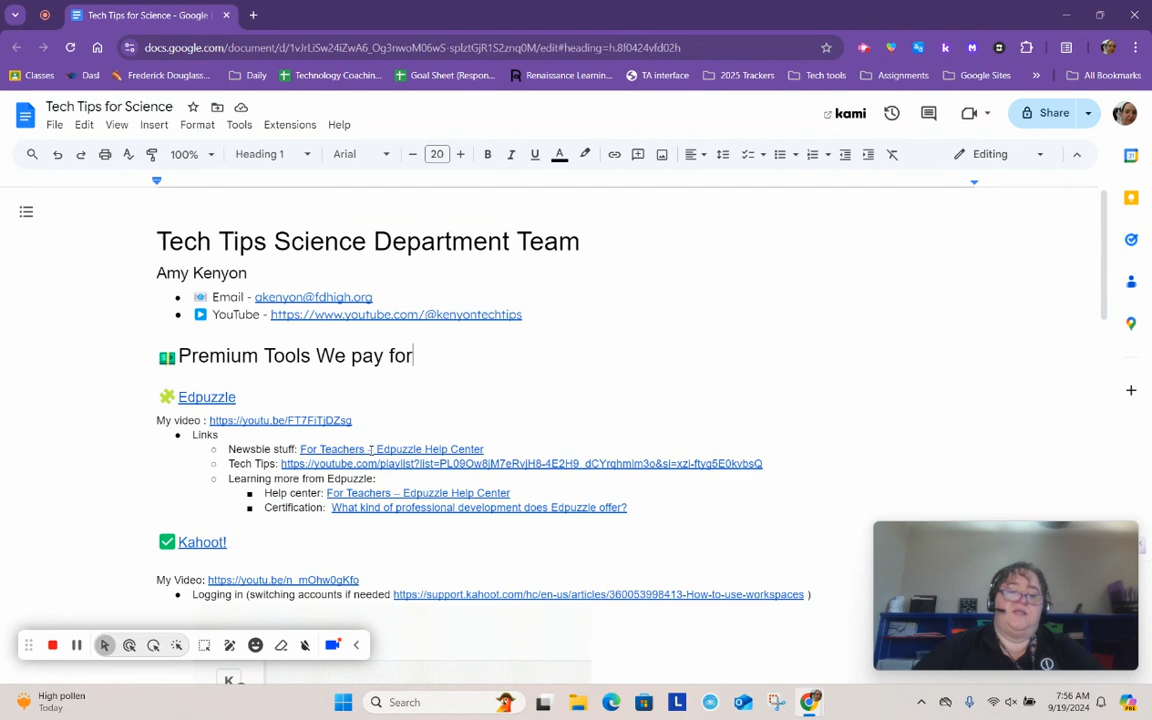 Tech Tips for Science - Google
docs.google.com/document/d/1vJrLiSw24iZwA6_Og3nwoM06wS-spIztGjR1S2znq0M/edit#heading=h.8f0424vfd02h
Classes
Dasl
Frederick Douglass...
Daily
Technology Coachin...
Goal Sheet (Respon...
Renaissance Learnin...
TA interface
2025 Trackers
Tech tools
Assignments
Google Sites
All Bookmarks
Tech Tips for Science
File Edit View Insert Format Tools Extensions Help
kami
Share
100%
Heading 1
Arial
20
Editing
Tech Tips Science Department Team
Amy Kenyon
Email - akenyon@fdhigh.org
YouTube - https://www.youtube.com/@kenyontechtips
Premium Tools We pay for
Edpuzzle
My video : https://youtu.be/FT7FiTjDZsg
Links
Newsbie stuff: For Teachers – Edpuzzle Help Center
Tech Tips: https://youtube.com/playlist?list=PL09Ow8jM7eRvjH8-4E2H9_dCYrqhmlm3o&si=xzi-ftyg5E0kvbsQ
Learning more from Edpuzzle:
Help center: For Teachers – Edpuzzle Help Center
Certification: What kind of professional development does Edpuzzle offer?
Kahoot!
My Video: https://youtu.be/n_mOhw0gKfo
Logging in (switching accounts if needed https://support.kahoot.com/hc/en-us/articles/360053998413-How-to-use-workspaces )
K
High pollen
Today
Search
7:56 AM
9/19/2024